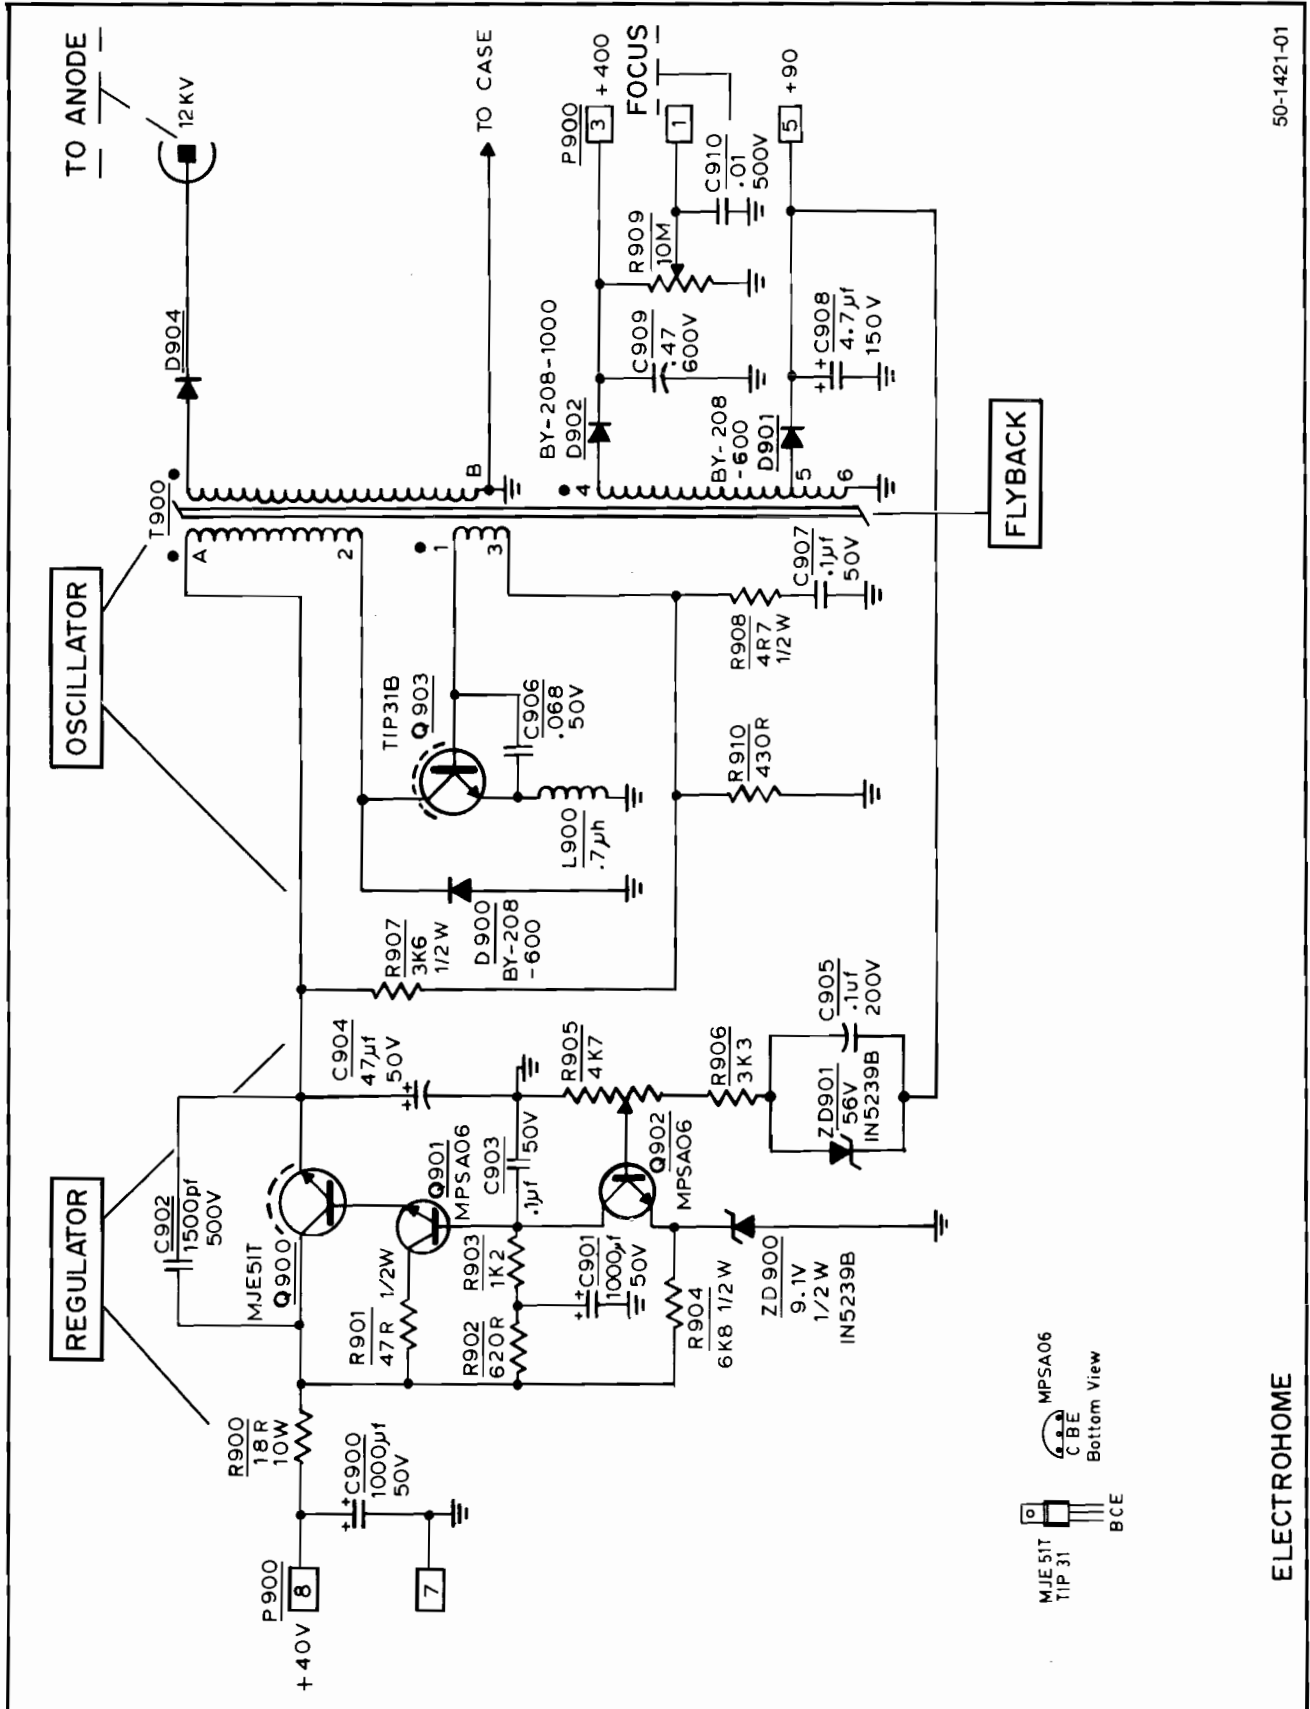 REGULATOR
OSCILLATOR
TO ANODE
12KV
P900
8
+40V
7
R900
18R
10W
+
+
C900
1000µf
50V
C902
1500pf
500V
MJE51T
Q900
R901
47R
1/2W
Q901
MPSA06
R902
620R
R903
1K2
+
+
C901
1000µf
50V
C903
.1µf
50V
C904
47µf
50V
+
+
R905
4K7
Q902
MPSA06
R904
6K8 1/2W
ZD900
9.1V
1/2W
IN5239B
R906
3K3
ZD901
56V
IN5239B
C905
.1uf
200V
R907
3K6
1/2W
D900
BY-208
-600
TIP31B
Q903
C906
.068
50V
L900
.7µh
R910
430R
R908
4R7
1/2W
C907
.1µf
50V
T900
A
2
1
3
B
4
5
6
D904
TO CASE
BY-208-1000
D902
C909
.47
600V
R909
10M
C910
.01
500V
P900
3
+400
FOCUS
1
5
+90
BY-208
-600
D901
+
+
C908
4.7µf
150V
FLYBACK
MJE51T
TIP31
BCE
MPSA06
CBE
Bottom View
ELECTROHOME
50-1421-01